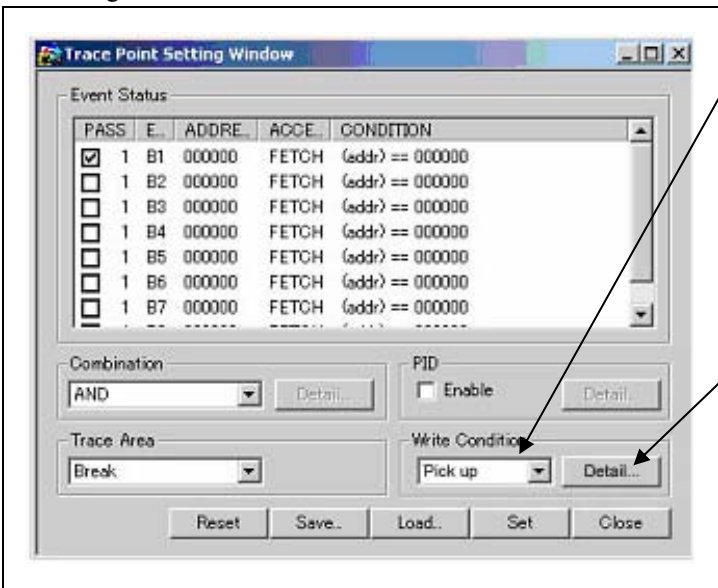 Trace Point Setting Window
Event Status
PASS E.. ADDRE.. ACCE.. CONDITION
1 B1 000000 FETCH (addr) == 000000
1 B2 000000 FETCH (addr) == 000000
1 B3 000000 FETCH (addr) == 000000
1 B4 000000 FETCH (addr) == 000000
1 B5 000000 FETCH (addr) == 000000
1 B6 000000 FETCH (addr) == 000000
1 B7 000000 FETCH (addr) == 000000
Combination
AND Detail...
PID
Enable Detail...
Trace Area
Break
Write Condition
Pick up Detail...
Reset Save.. Load.. Set Close